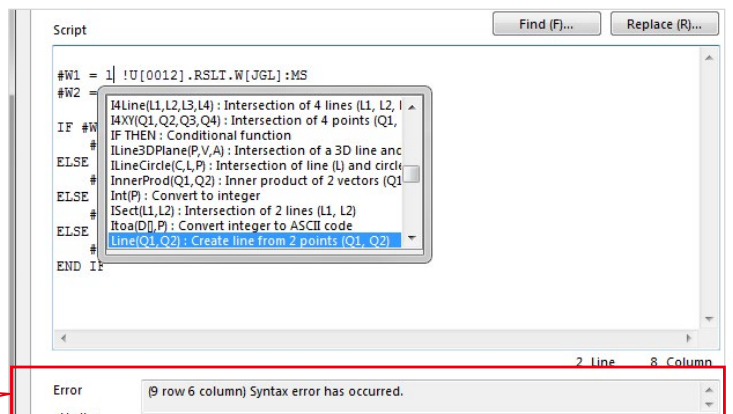 Script
Find (F)...
Replace (R)...
#W1 = 1 !U[0012].RSLT.W[JGL]:MS
#W2 =
IF #W
#
ELSE
#
ELSE
#
ELSE
#
END IF
I4Line(L1,L2,L3,L4) : Intersection of 4 lines (L1, L2, l
I4XY(Q1,Q2,Q3,Q4) : Intersection of 4 points (Q1,
IF THEN : Conditional function
ILine3DPlane(P,V,A) : Intersection of a 3D line anc
ILineCircle(C,L,P) : Intersection of line (L) and circle
InnerProd(Q1,Q2) : Inner product of 2 vectors (Q1
Int(P) : Convert to integer
ISect(L1,L2) : Intersection of 2 lines (L1, L2)
Itoa(D[],P) : Convert integer to ASCII code
Line(Q1,Q2) : Create line from 2 points (Q1, Q2)
2 Line 8 Column
Error
(9 row 6 column) Syntax error has occurred.